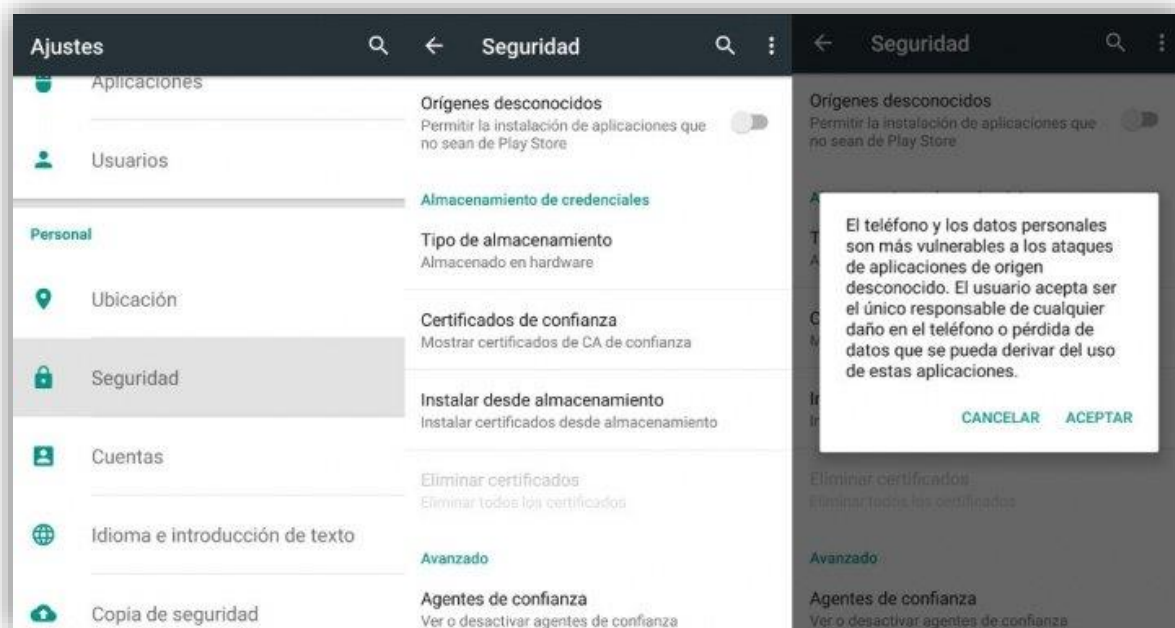 Ajustes
Aplicaciones
Usuarios
Personal
Ubicación
Seguridad
Cuentas
Idioma e introducción de texto
Copia de seguridad
Seguridad
Orígenes desconocidos
Permitir la instalación de aplicaciones que
no sean de Play Store
Almacenamiento de credenciales
Tipo de almacenamiento
Almacenado en hardware
Certificados de confianza
Mostrar certificados de CA de confianza
Instalar desde almacenamiento
Instalar certificados desde almacenamiento
Eliminar certificados
Eliminar todos los certificados
Avanzado
Agentes de confianza
Ver o desactivar agentes de confianza
Seguridad
Orígenes desconocidos
Permitir la instalación de aplicaciones que
no sean de Play Store
El teléfono y los datos personales
son más vulnerables a los ataques
de aplicaciones de origen
desconocido. El usuario acepta ser
el único responsable de cualquier
daño en el teléfono o pérdida de
datos que se pueda derivar del uso
de estas aplicaciones.
CANCELAR ACEPTAR
Eliminar certificados
Eliminar todos los certificados
Avanzado
Agentes de confianza
Ver o desactivar agentes de confianza